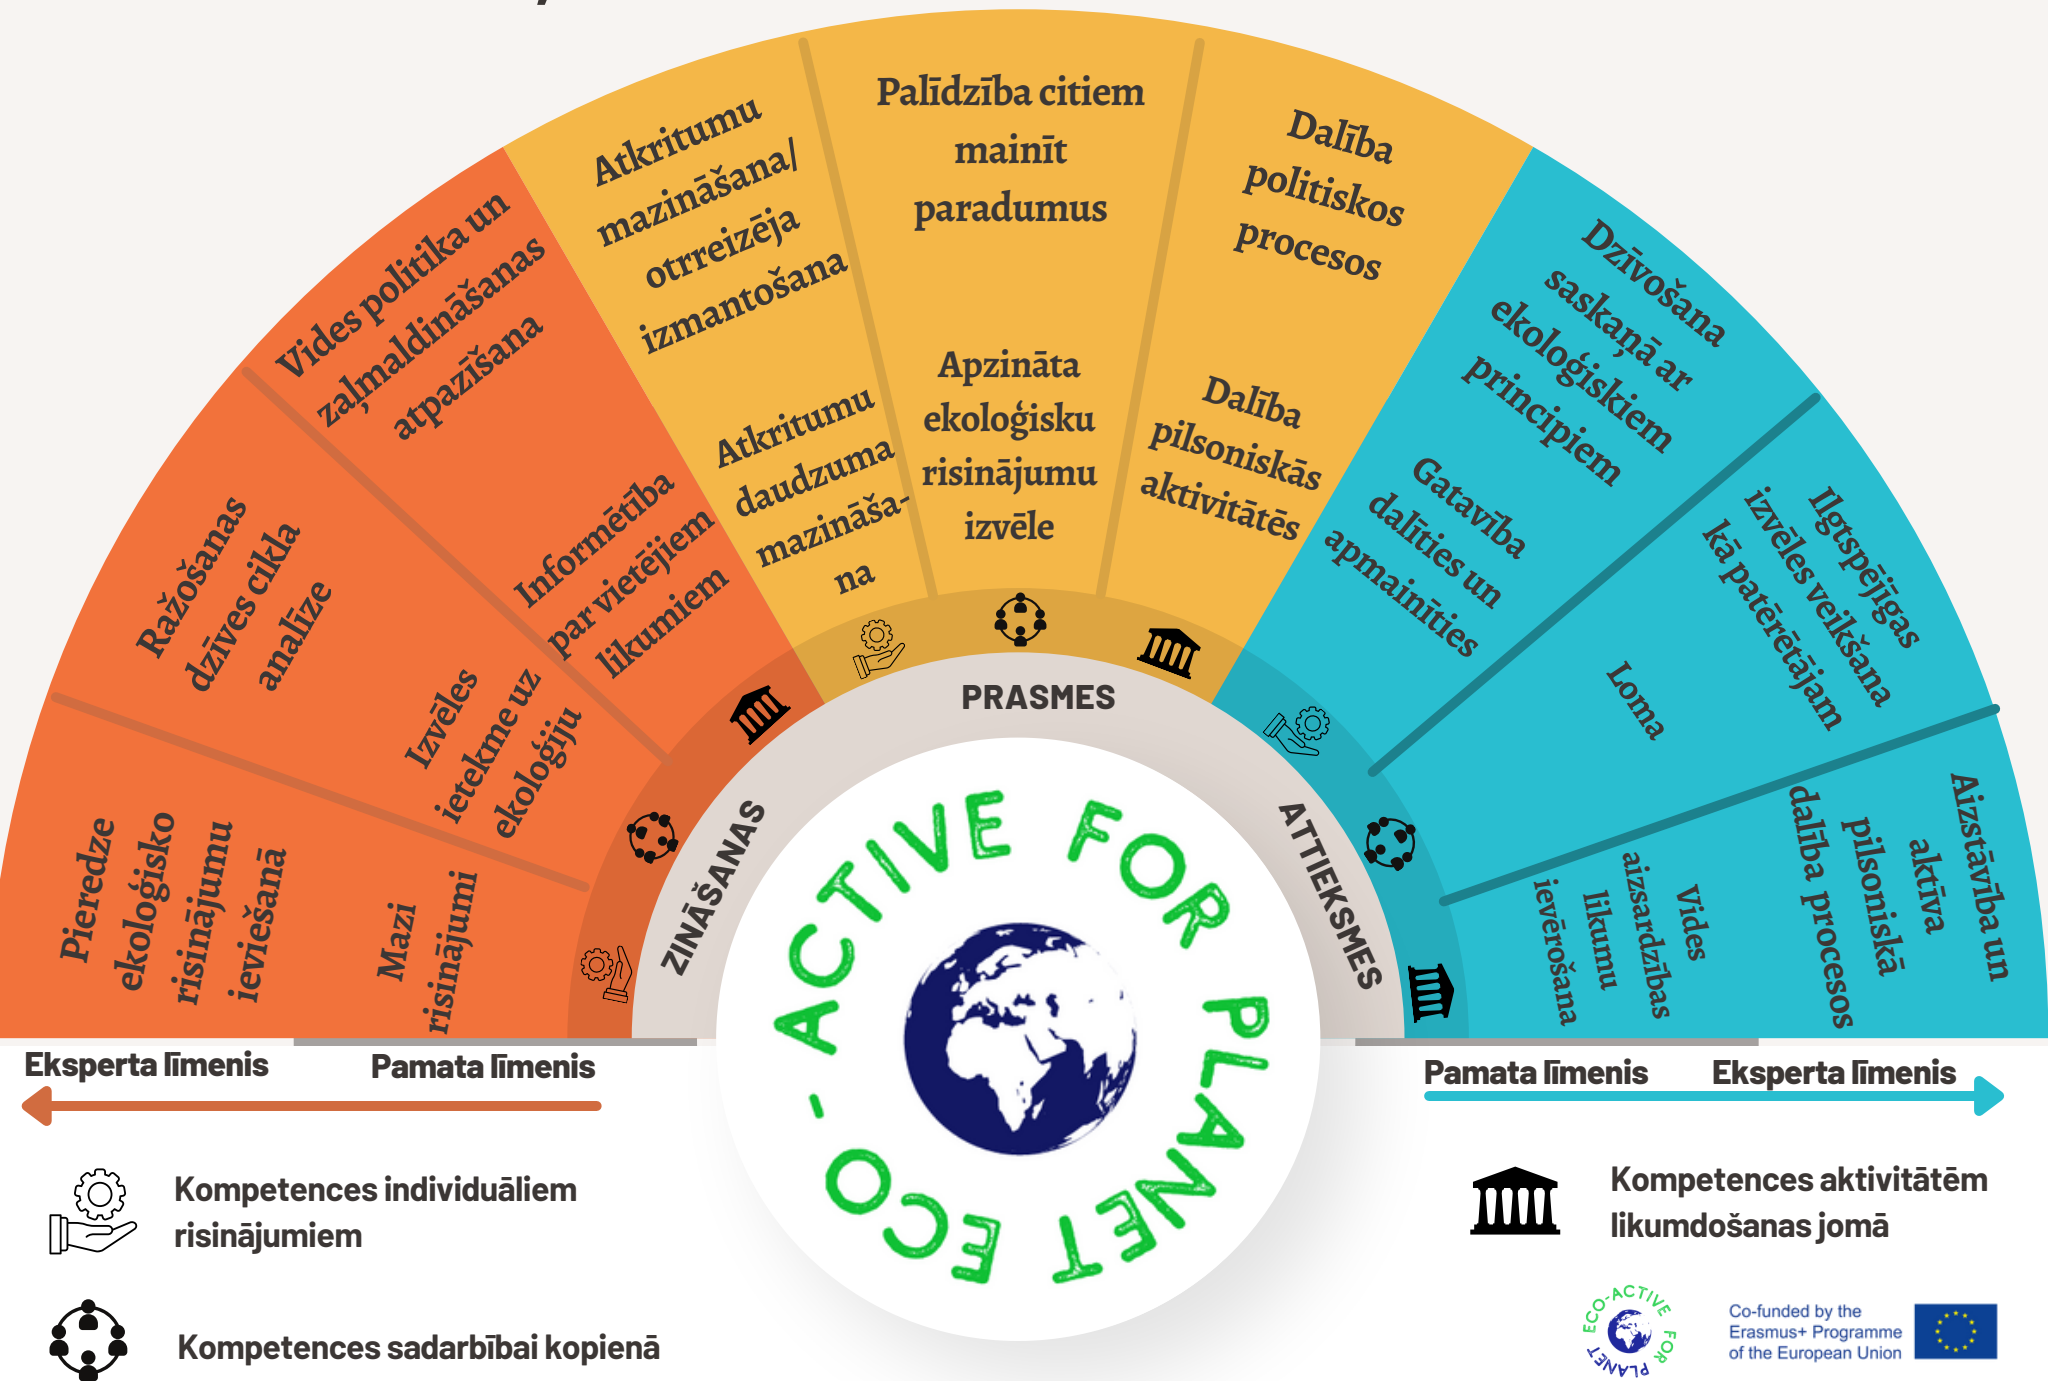 Pieredze
ekoloģisko
risinājumu
ieviešanā
Mazi
risinājumi
Ražošanas
dzīves cikla
analīze
Izvēles
ietekme uz
ekoloģiju
Vides politika un
zaļmaldināšanas
atpazīšana
Informētība
par vietējiem
likumiem
Atkritumu
mazināšana/
otrreizēja
izmantošana
Atkritumu
daudzuma
mazināša-
na
Palīdzība citiem
mainīt
paradumus
Apzināta
ekoloģisku
risinājumu
izvēle
Dalība
politiskos
procesos
Dalība
pilsoniskās
aktivitātēs
Dzīvošana
saskaņā ar
ekoloģiskiem
principiem
Gatavība
dalīties un
apmainīties
Ilgtspējīgas
izvēles veikšana
kā patērētājam
Loma
Aizstāvība un
aktīva
pilsoniskā
dalība procesos
Vides
aizsardzības
likumu
ievērošana
ZINĀŠANAS
PRASMES
ATTIEKSMES
ECO-ACTIVE FOR PLANET
Eksperta līmenis
Pamata līmenis
Pamata līmenis
Eksperta līmenis
Kompetences individuāliem
risinājumiem
Kompetences sadarbībai kopienā
Kompetences aktivitātēm
likumdošanas jomā
ECO-ACTIVE FOR PLANET
Co-funded by the
Erasmus+ Programme
of the European Union